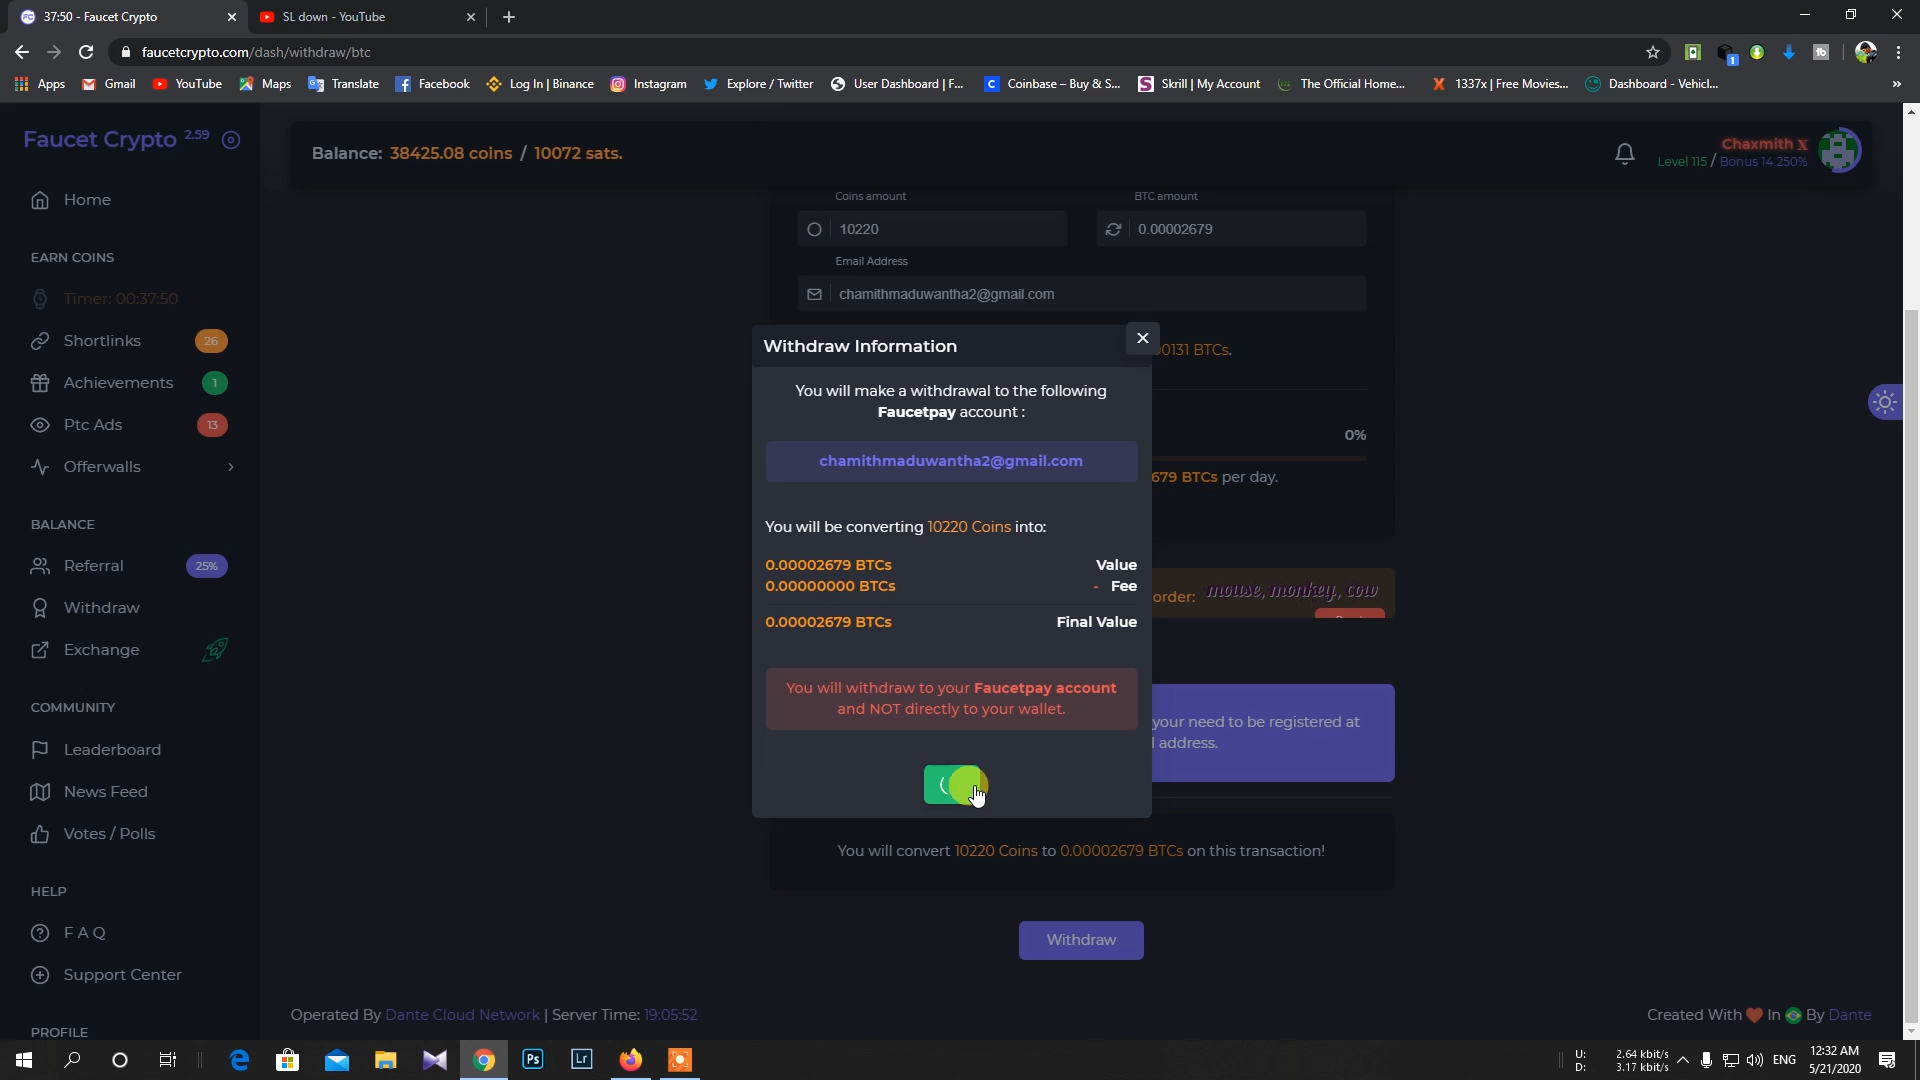 37:50 - Faucet Crypto
SL down - YouTube
faucetcrypto.com/dash/withdraw/btc
Apps
Gmail
YouTube
Maps
Translate
Facebook
Log In | Binance
Instagram
Explore / Twitter
User Dashboard | F...
Coinbase – Buy & S...
Skrill | My Account
The Official Home...
1337x | Free Movies...
Dashboard - Vehicl...
»
Faucet Crypto 2.59
Balance: 38425.08 coins / 10072 sats.
Chaxmith X
Level 115 / Bonus 14.250%
Home
EARN COINS
Timer: 00:37:50
Shortlinks 26
Achievements 1
Ptc Ads 13
Offerwalls
BALANCE
Referral 25%
Withdraw
Exchange
COMMUNITY
Leaderboard
News Feed
Votes / Polls
HELP
F A Q
Support Center
PROFILE
Coins amount
BTC amount
10220
0.00002679
Email Address
chamithmaduwantha2@gmail.com
0131 BTCs.
0%
679 BTCs per day.
order: mouse, monkey, cow
your need to be registered at
address.
Withdraw Information
You will make a withdrawal to the following
Faucetpay account :
chamithmaduwantha2@gmail.com
You will be converting 10220 Coins into:
0.00002679 BTCs Value
0.00000000 BTCs - Fee
0.00002679 BTCs Final Value
You will withdraw to your Faucetpay account
and NOT directly to your wallet.
You will convert 10220 Coins to 0.00002679 BTCs on this transaction!
Withdraw
Operated By Dante Cloud Network | Server Time: 19:05:52
Created With In By Dante
Ps
Lr
U: 2.64 kbit/s
D: 3.17 kbit/s
ENG
12:32 AM
5/21/2020